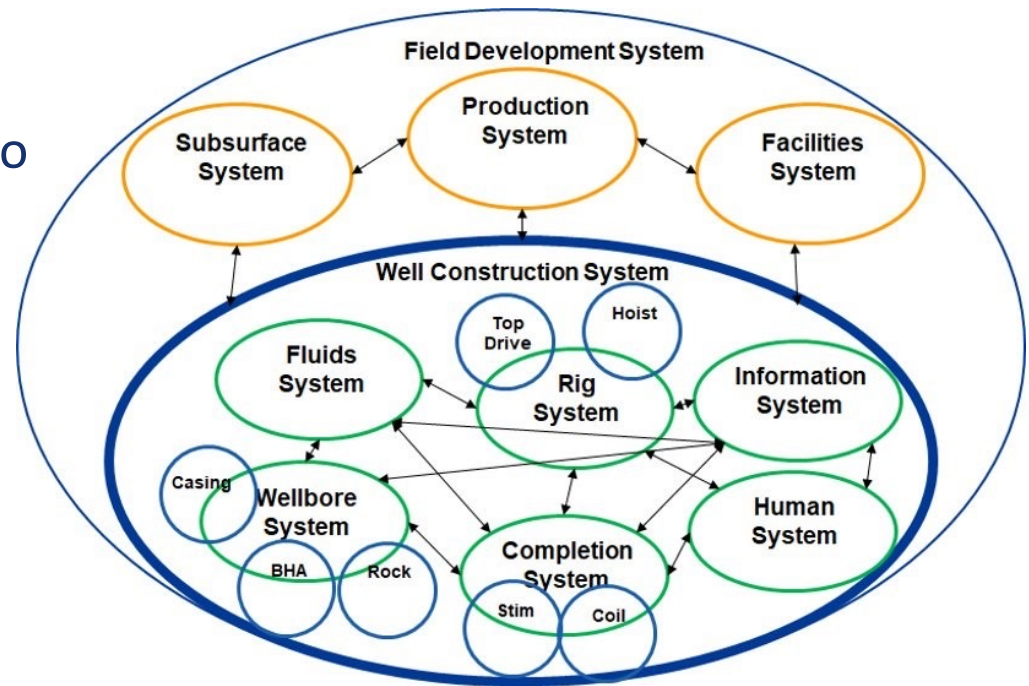 Field Development System
Production
System
Subsurface
System
Facilities
System
o
Well Construction System
Top
Drive
Hoist
Fluids
System
Rig
System
Information
System
Casing
Wellbore
System
Human
System
Completion
System
BHA
Rock
Stim
Coil